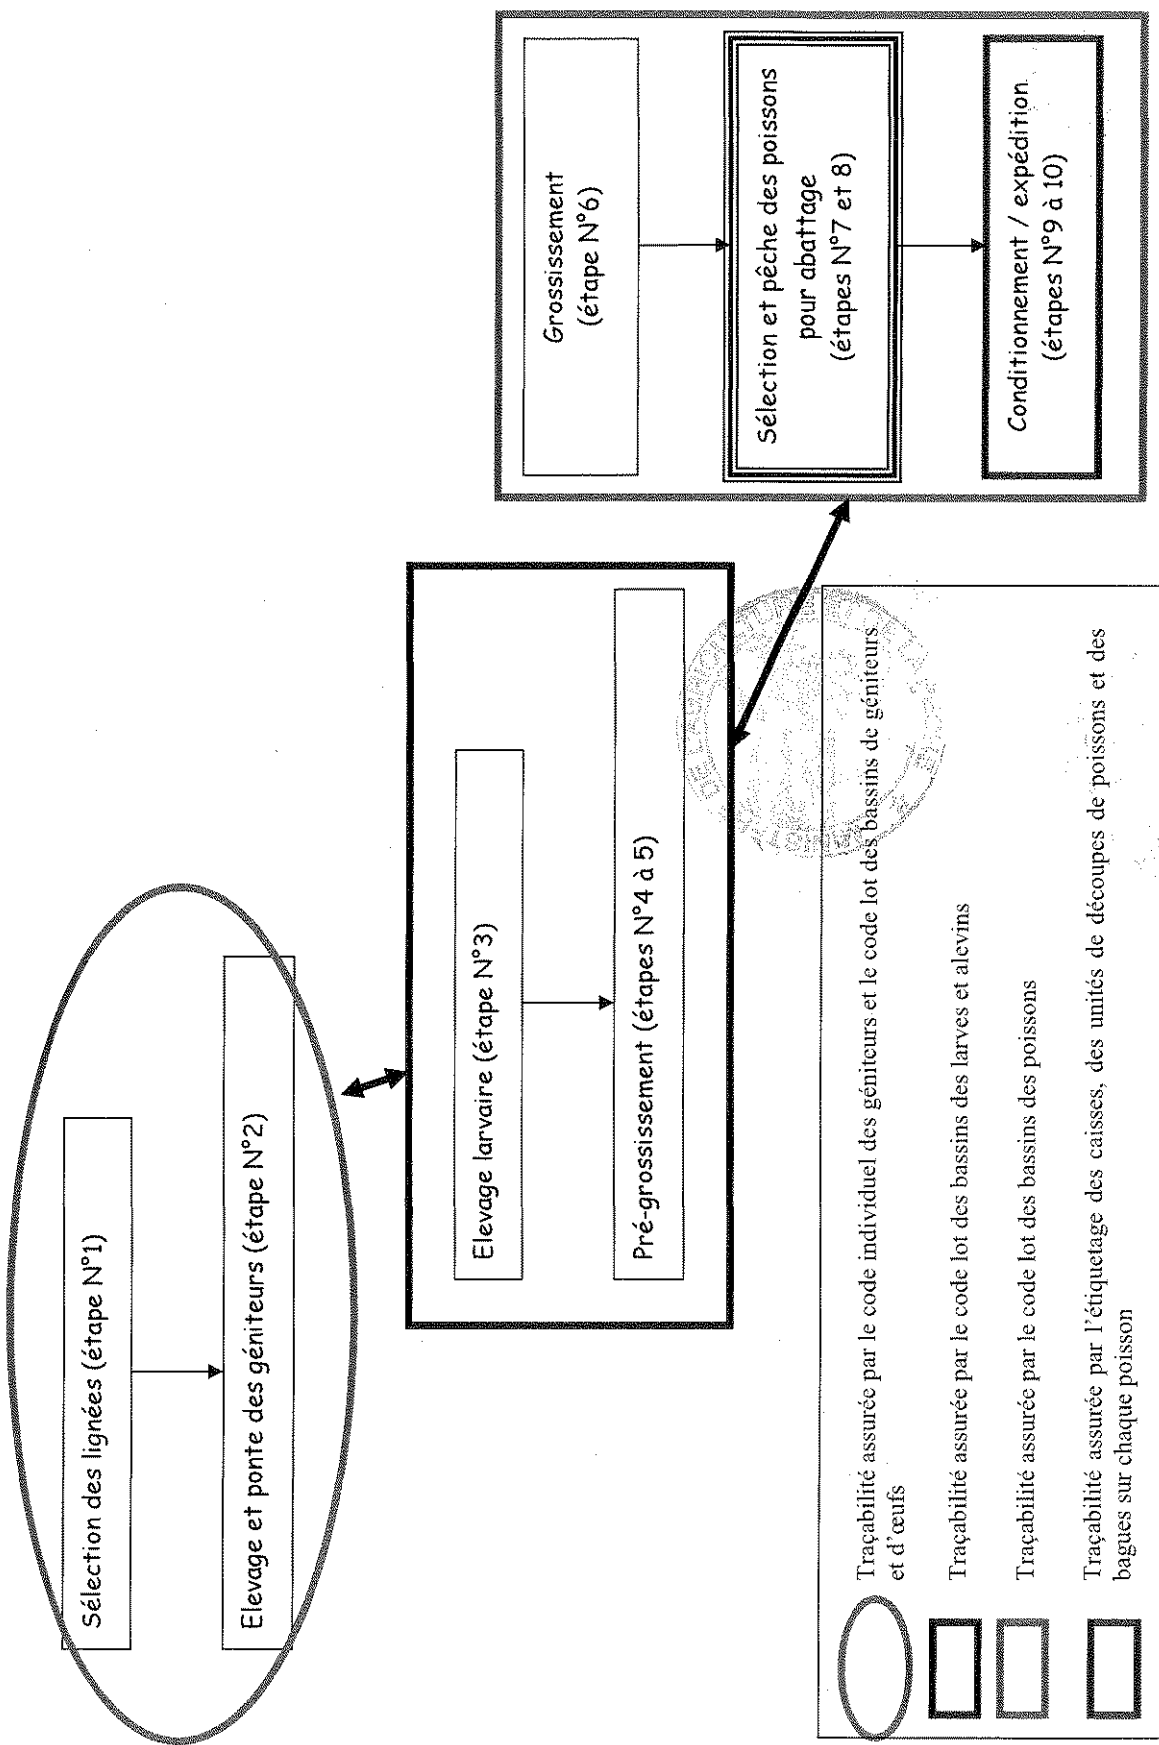 Sélection des lignées (étape N°1)
Elevage et ponte des géniteurs (étape N°2)
Elevage larvaire (étape N°3)
Pré-grossissement (étapes N°4 à 5)
Grossissement
(étape N°6)
Sélection et pêche des poissons
pour abattage
(étapes N°7 et 8)
Conditionnement / expédition
(étapes N°9 à 10)
Traçabilité assurée par le code individuel des géniteurs et le code lot des bassins de géniteurs
et d'œufs
Traçabilité assurée par le code lot des bassins des larves et alevins
Traçabilité assurée par le code lot des bassins des poissons
Traçabilité assurée par l'étiquetage des caisses, des unités de découpes de poissons et des
bagues sur chaque poisson